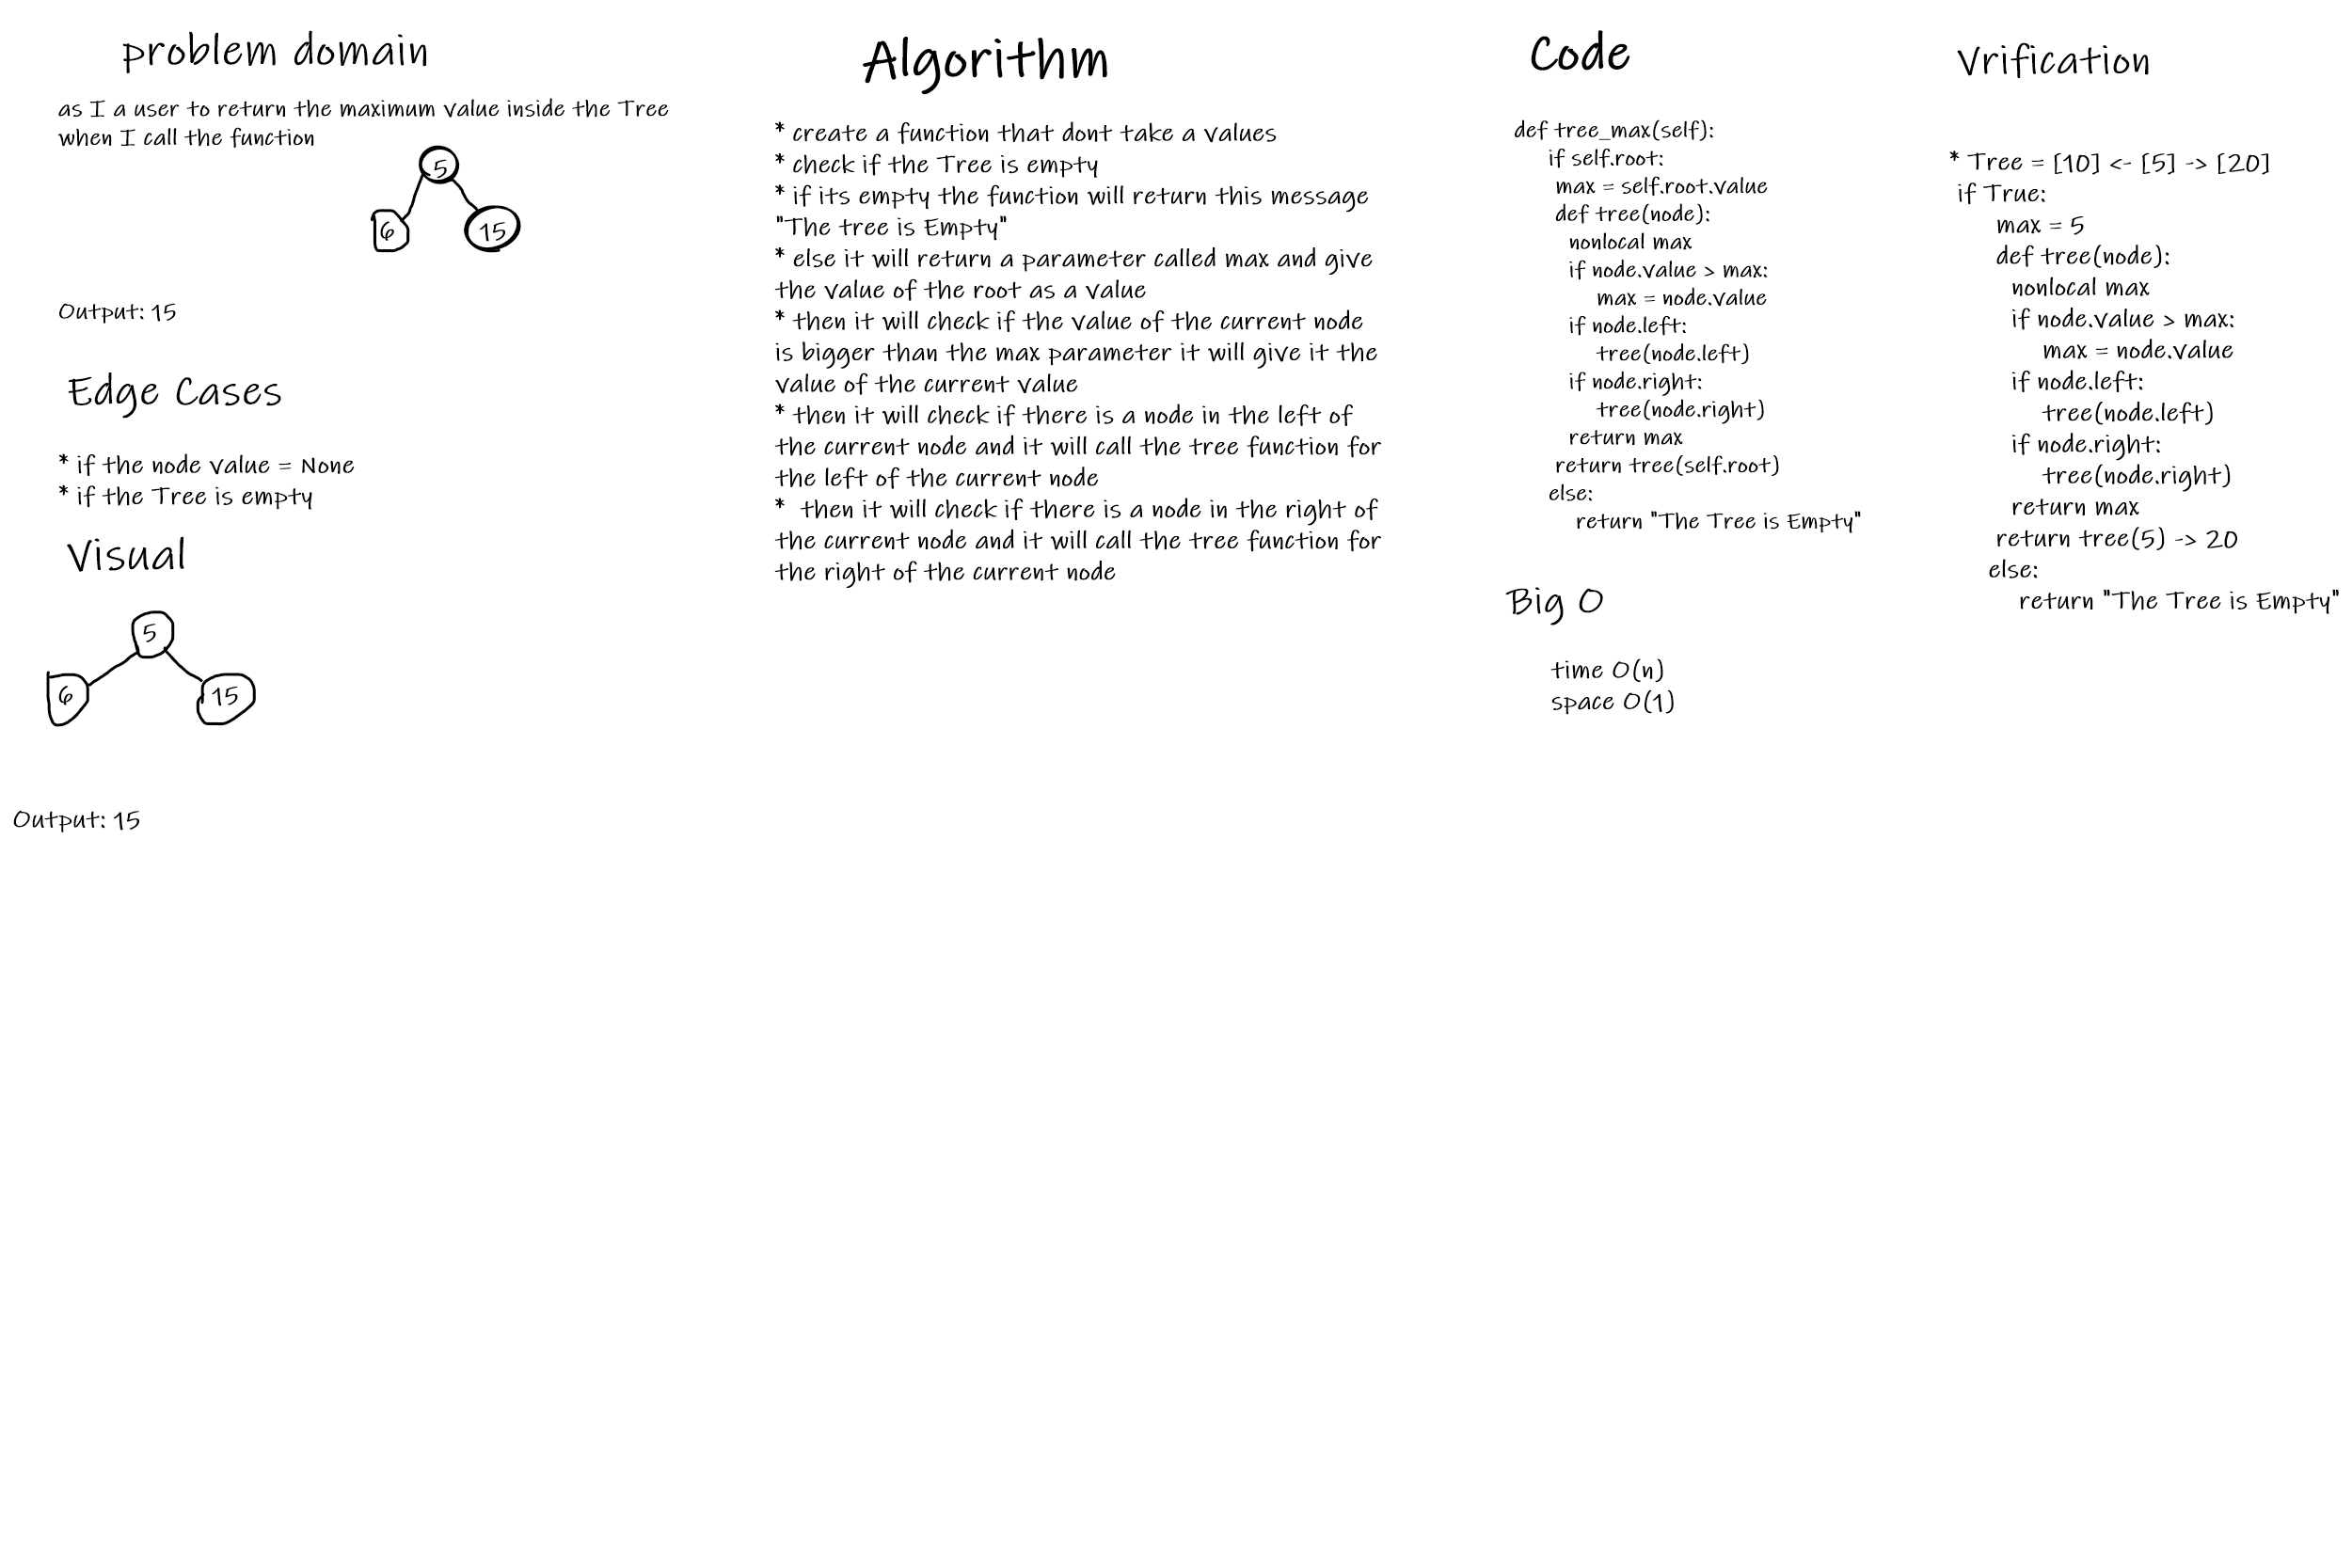 problem domain
as I a user to return the maximum value inside the Tree
when I call the function
5
6
15
Output: 15
Edge Cases
* if the node value = None
* if the Tree is empty
Visual
5
6
15
Output: 15
Algorithm
* create a function that dont take a values
* check if the Tree is empty
* if its empty the function will return this message
"The tree is Empty"
* else it will return a parameter called max and give
the value of the root as a value
* then it will check if the value of the current node
is bigger than the max parameter it will give it the
value of the current value
* then it will check if there is a node in the left of
the current node and it will call the tree function for
the left of the current node
* then it will check if there is a node in the right of
the current node and it will call the tree function for
the right of the current node
Code
def tree_max(self):
if self.root:
max = self.root.value
def tree(node):
nonlocal max
if node.value > max:
max = node.value
if node.left:
tree(node.left)
if node.right:
tree(node.right)
return max
return tree(self.root)
else:
return "The Tree is Empty"
Big O
time O(n)
space O(1)
Vrification
* Tree = [10] <- [5] -> [20]
if True:
max = 5
def tree(node):
nonlocal max
if node.value > max:
max = node.value
if node.left:
tree(node.left)
if node.right:
tree(node.right)
return max
return tree(5) -> 20
else:
return "The Tree is Empty"